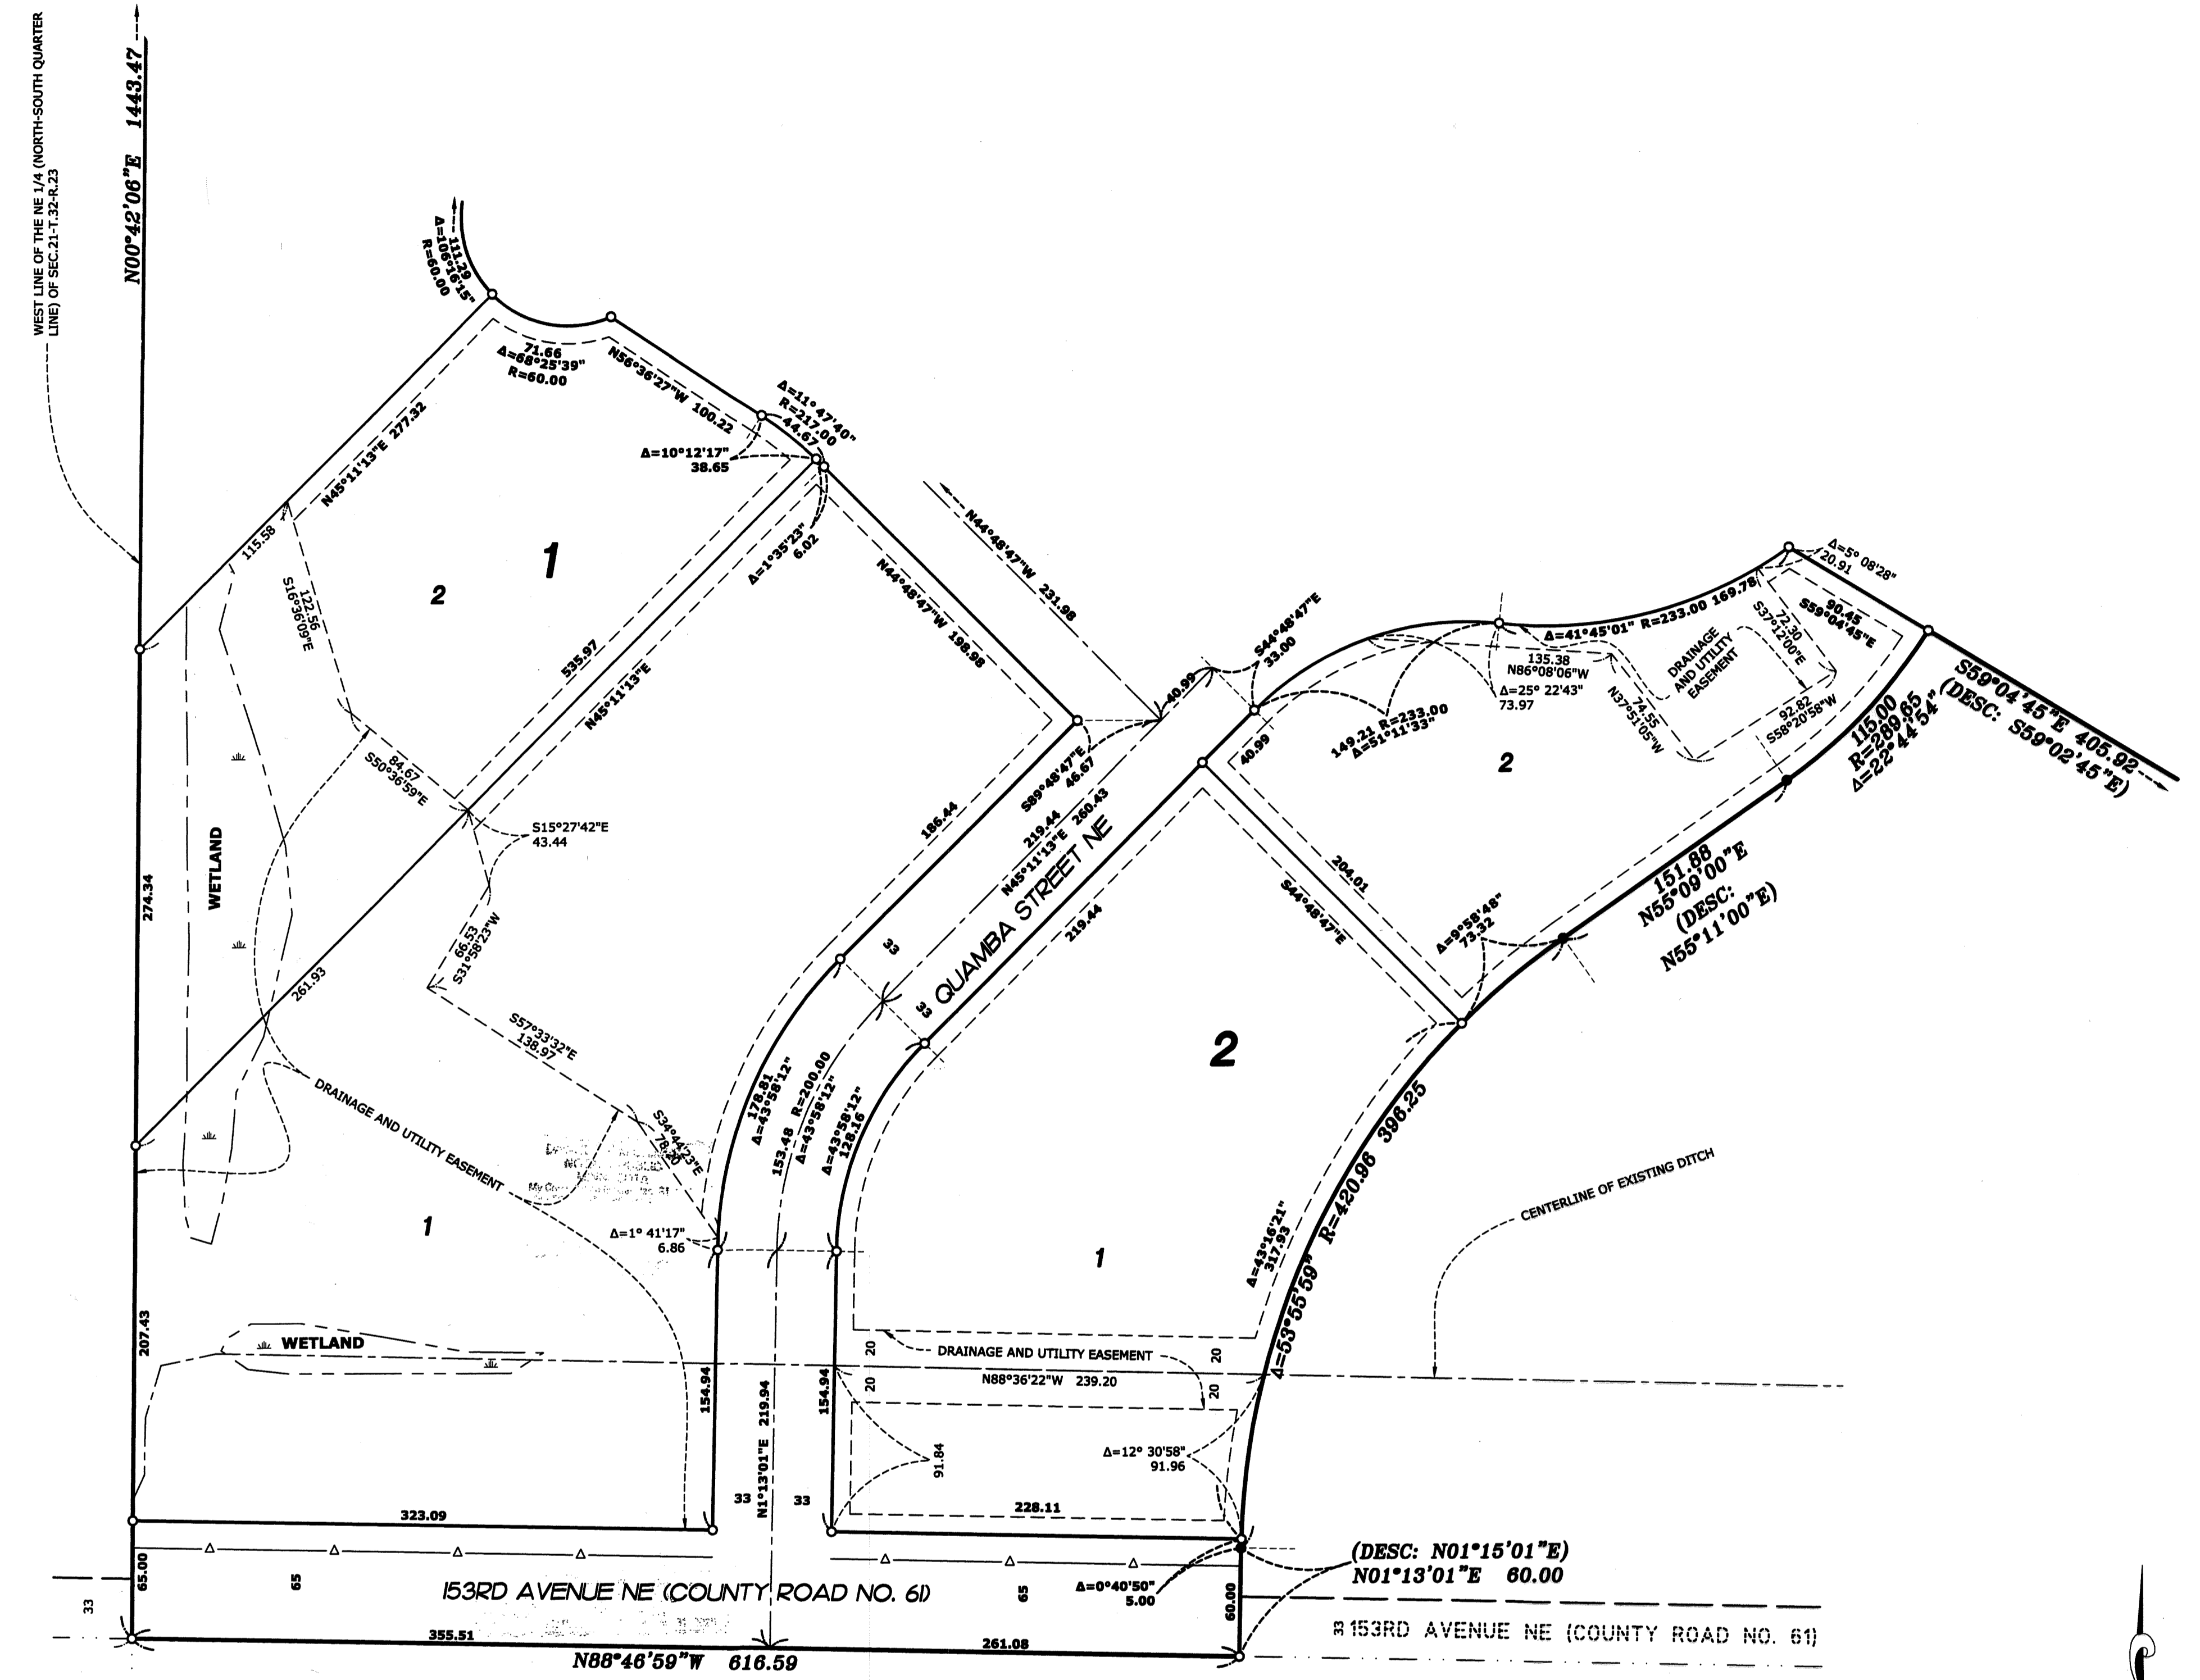 WEST LINE OF THE NE 1/4 (NORTH-SOUTH QUARTER
LINE) OF SEC.21-T.32-R.23
N00°42'06"E 1443.47
111.29
Δ=106°16'15"
R=60.00
71.66
Δ=68°25'39"
R=60.00
N56°36'27"W 100.22
Δ=11°47'40"
R=217.00
44.67
Δ=10°12'17"
38.65
Δ=1°35'23"
6.02
N45°11'13"E 277.32
115.58
122.56
S16°36'09"E
1
2
535.97
N45°11'13"E
N44°48'47"W 198.98
N44°48'47"W 231.98
84.67
S50°36'59"E
S15°27'42"E
43.44
66.53
S31°58'23"W
S57°33'32"E
138.97
S34°44'23"E
78.20
WETLAND
274.34
261.93
DRAINAGE AND UTILITY EASEMENT
186.44
S89°48'47"E
46.67
40.99
S44°48'47"E
33.00
219.44
N45°11'13"E 260.43
QUAMBA STREET NE
33
33
219.44
40.99
149.21 R=233.00
Δ=51°11'33"
135.38
N86°08'06"W
Δ=25° 22'43"
73.97
Δ=41°45'01" R=233.00 169.78
Δ=5° 08'28"
20.91
90.45
S59°04'45"E
72.30
S37°12'00"E
DRAINAGE
AND UTILITY
EASEMENT
74.55
N37°51'05"W
92.82
S58°20'58"W
2
S59°04'45"E 405.92
(DESC: S59°02'45"E)
115.00
R=289.65
Δ=22°44'54"
151.88
N55°09'00"E
(DESC:
N55°11'00"E)
204.01
S44°48'47"E
Δ=9°58'48"
73.32
2
178.81
Δ=43°58'12"
153.48 R=200.00
Δ=43°58'12"
Δ=43°58'12"
128.16
Δ=1° 41'17"
6.86
1
1
Δ=43°16'21"
317.93
Δ=53°55'59" R=420.96 396.25
CENTERLINE OF EXISTING DITCH
207.43
WETLAND
154.94
N1°13'01"E 219.94
154.94
20
20
DRAINAGE AND UTILITY EASEMENT
N88°36'22"W 239.20
20
20
91.84
Δ=12° 30'58"
91.96
323.09
33
33
228.11
65.00
65
153RD AVENUE NE (COUNTY ROAD NO. 61)
65
Δ=0°40'50"
5.00
60.00
(DESC: N01°15'01"E)
N01°13'01"E 60.00
33
33 153RD AVENUE NE (COUNTY ROAD NO. 61)
355.51
261.08
N88°46'59"W 616.59